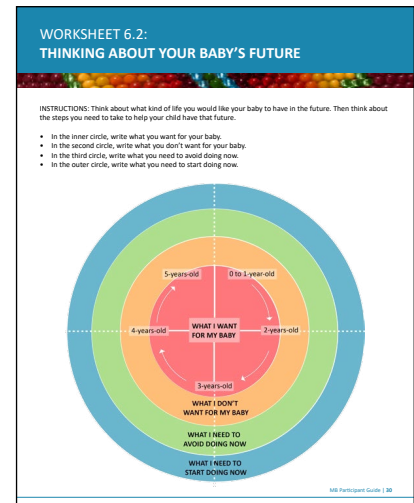 WORKSHEET 6.2:
THINKING ABOUT YOUR BABY'S FUTURE
INSTRUCTIONS: Think about what kind of life you would like your baby to have in the future. Then think about
the steps you need to take to help your child have that future.
• In the inner circle, write what you want for your baby.
• In the second circle, write what you don't want for your baby.
• In the third circle, write what you need to avoid doing now.
• In the outer circle, write what you need to start doing now.
5-years-old
0 to 1-year-old
4-years-old
WHAT I WANT
FOR MY BABY
2-years-old
3-years-old
WHAT I DON'T
WANT FOR MY BABY
WHAT I NEED TO
AVOID DOING NOW
WHAT I NEED TO
START DOING NOW
MB Participant Guide | 20